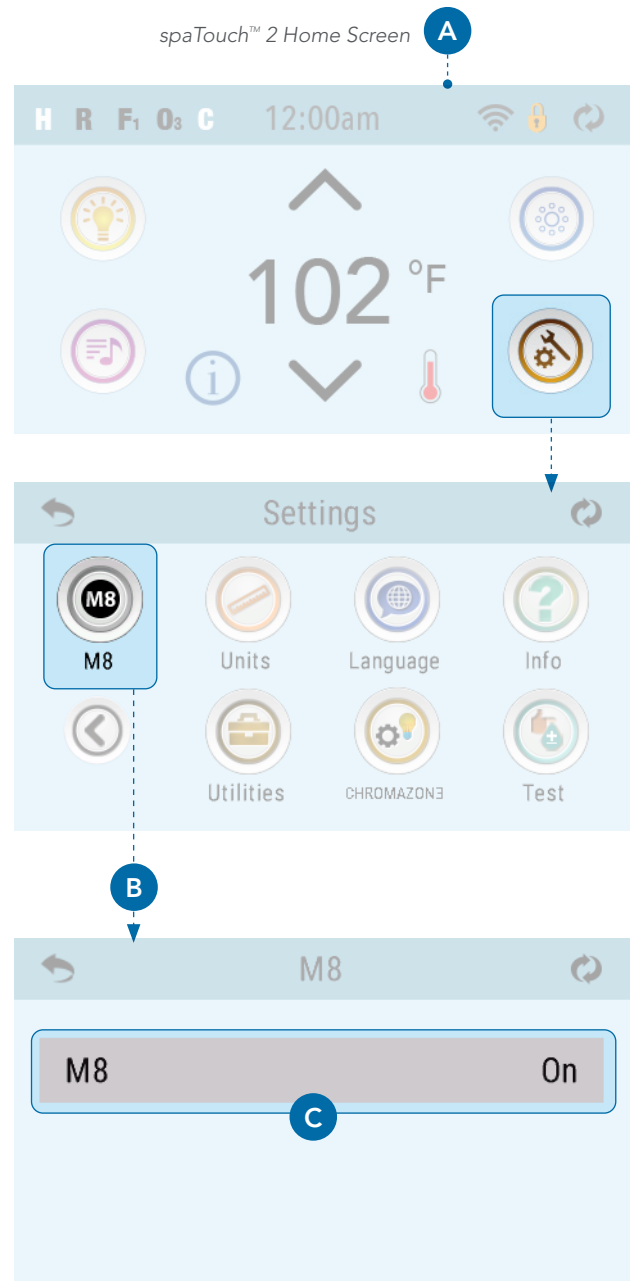 spaTouch™ 2 Home Screen A
H R F1 O3 C 12:00am
102 °F
i
Settings
M8
M8 Units Language Info
Utilities CHROMAZONƎ Test
B
M8
M8 On
C